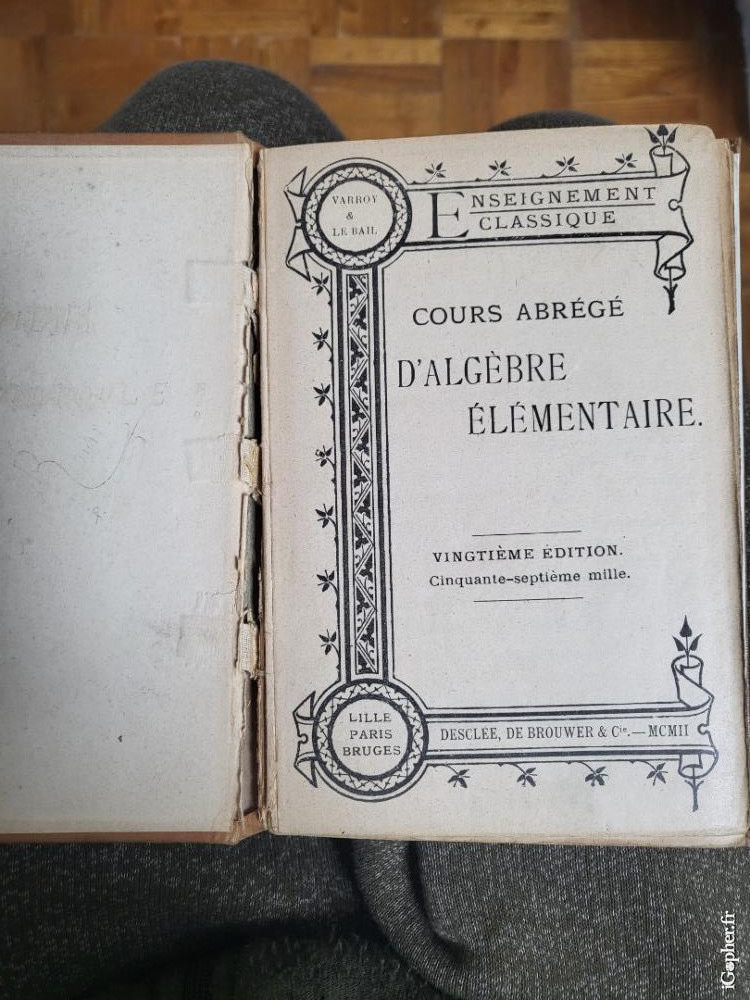 VARROY
&
LE BAIL
ENSEIGNEMENT
CLASSIQUE
COURS ABRÉGÉ
D'ALGÈBRE
ÉLÉMENTAIRE.
VINGTIÈME ÉDITION.
Cinquante-septième mille.
LILLE
PARIS
BRUGES
DESCLÉE, DE BROUWER & Cie. — MCMII
iGopher.fr